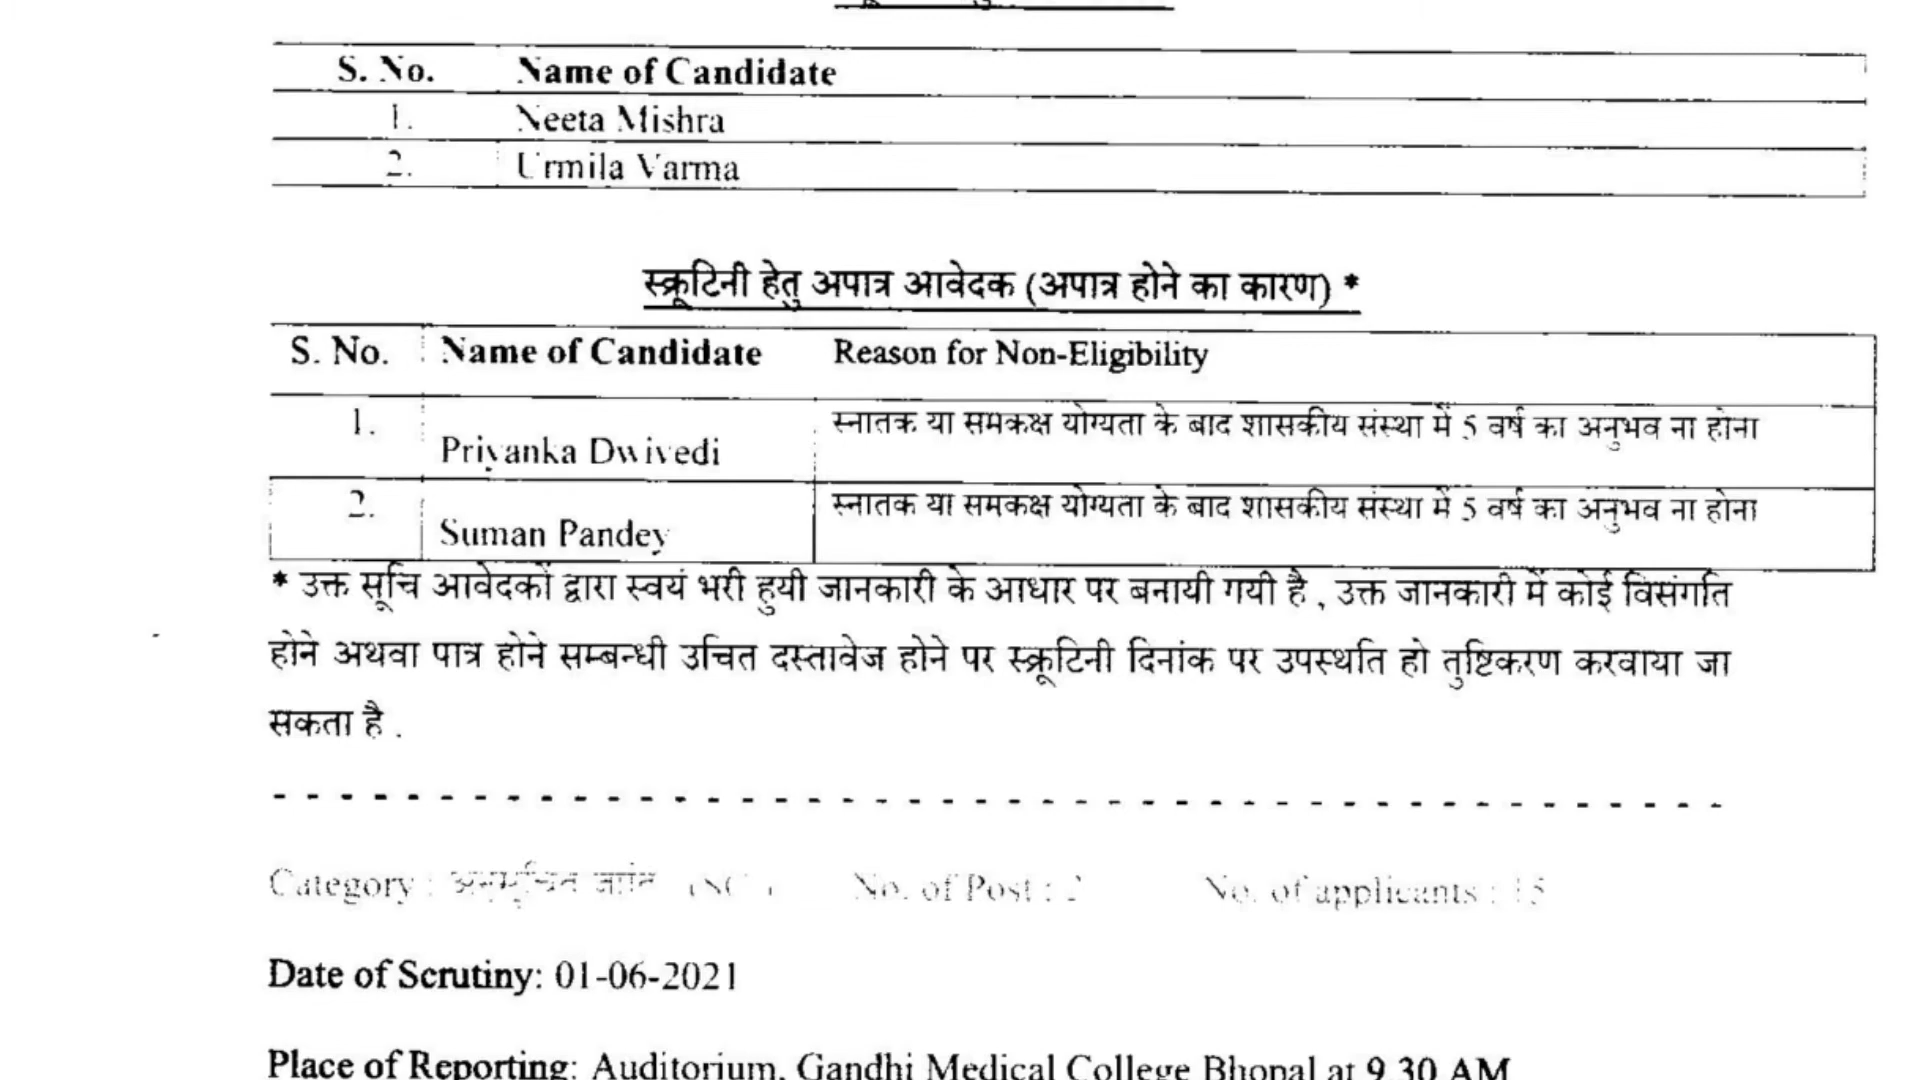 S. No. Name of Candidate
1. Neeta Mishra
2. Urmila Varma
स्क्रूटिनी हेतु अपात्र आवेदक (अपात्र होने का कारण) *
S. No. Name of Candidate Reason for Non-Eligibility
1. Priyanka Dwivedi स्नातक या समकक्ष योग्यता के बाद शासकीय संस्था में 5 वर्ष का अनुभव ना होना
2. Suman Pandey स्नातक या समकक्ष योग्यता के बाद शासकीय संस्था में 5 वर्ष का अनुभव ना होना
* उक्त सूचि आवेदकों द्वारा स्वयं भरी हुयी जानकारी के आधार पर बनायी गयी है , उक्त जानकारी में कोई विसंगति
होने अथवा पात्र होने सम्बन्धी उचित दस्तावेज होने पर स्क्रूटिनी दिनांक पर उपस्थति हो तुष्टिकरण करवाया जा
सकता है .
Category : अनुसूचित जाति (SC) No. of Post : 2 No. of applicants : 15
Date of Scrutiny: 01-06-2021
Place of Reporting: Auditorium, Gandhi Medical College Bhopal at 9.30 AM